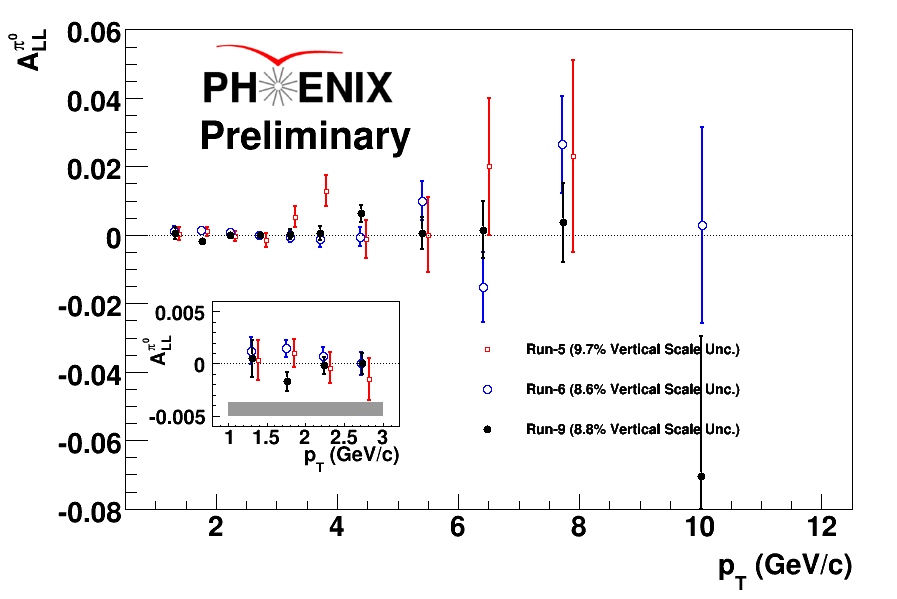 A_LL^π⁰
0.06
0.04
0.02
0
-0.02
-0.04
-0.06
-0.08
PHENIX
Preliminary
A_LL^π⁰
0.005
0
-0.005
1 1.5 2 2.5 3
p_T (GeV/c)
Run-5 (9.7% Vertical Scale Unc.)
Run-6 (8.6% Vertical Scale Unc.)
Run-9 (8.8% Vertical Scale Unc.)
2 4 6 8 10 12
p_T (GeV/c)